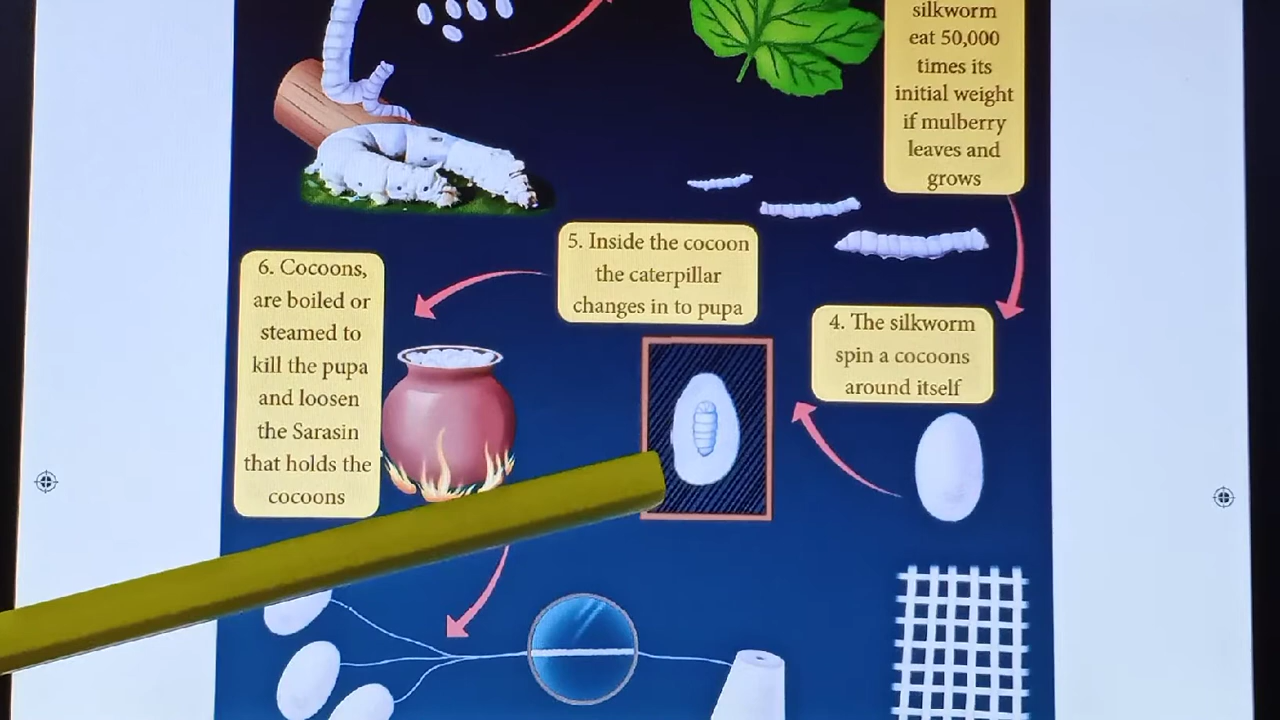 silkworm
eat 50,000
times its
initial weight
if mulberry
leaves and
grows
4. The silkworm
spin a cocoons
around itself
5. Inside the cocoon
the caterpillar
changes in to pupa
6. Cocoons,
are boiled or
steamed to
kill the pupa
and loosen
the Sarasin
that holds the
cocoons